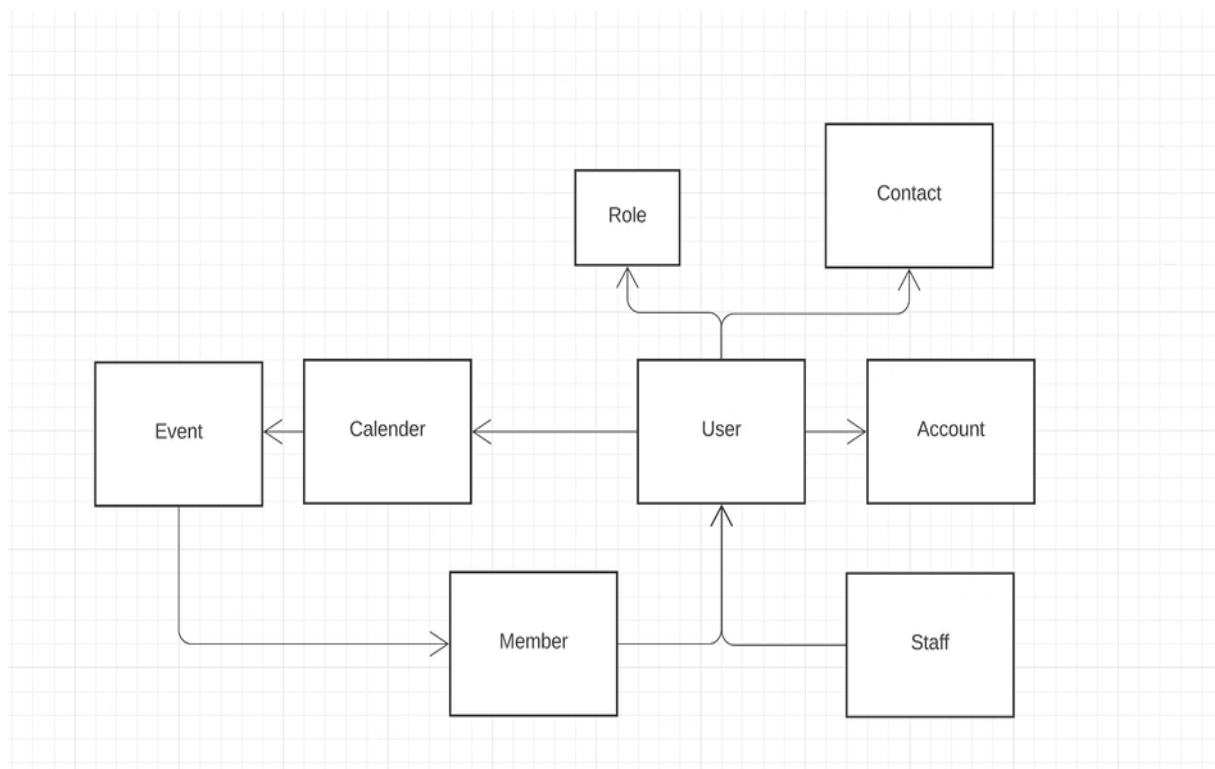 Contact
Role
Event
Calender
User
Account
Member
Staff